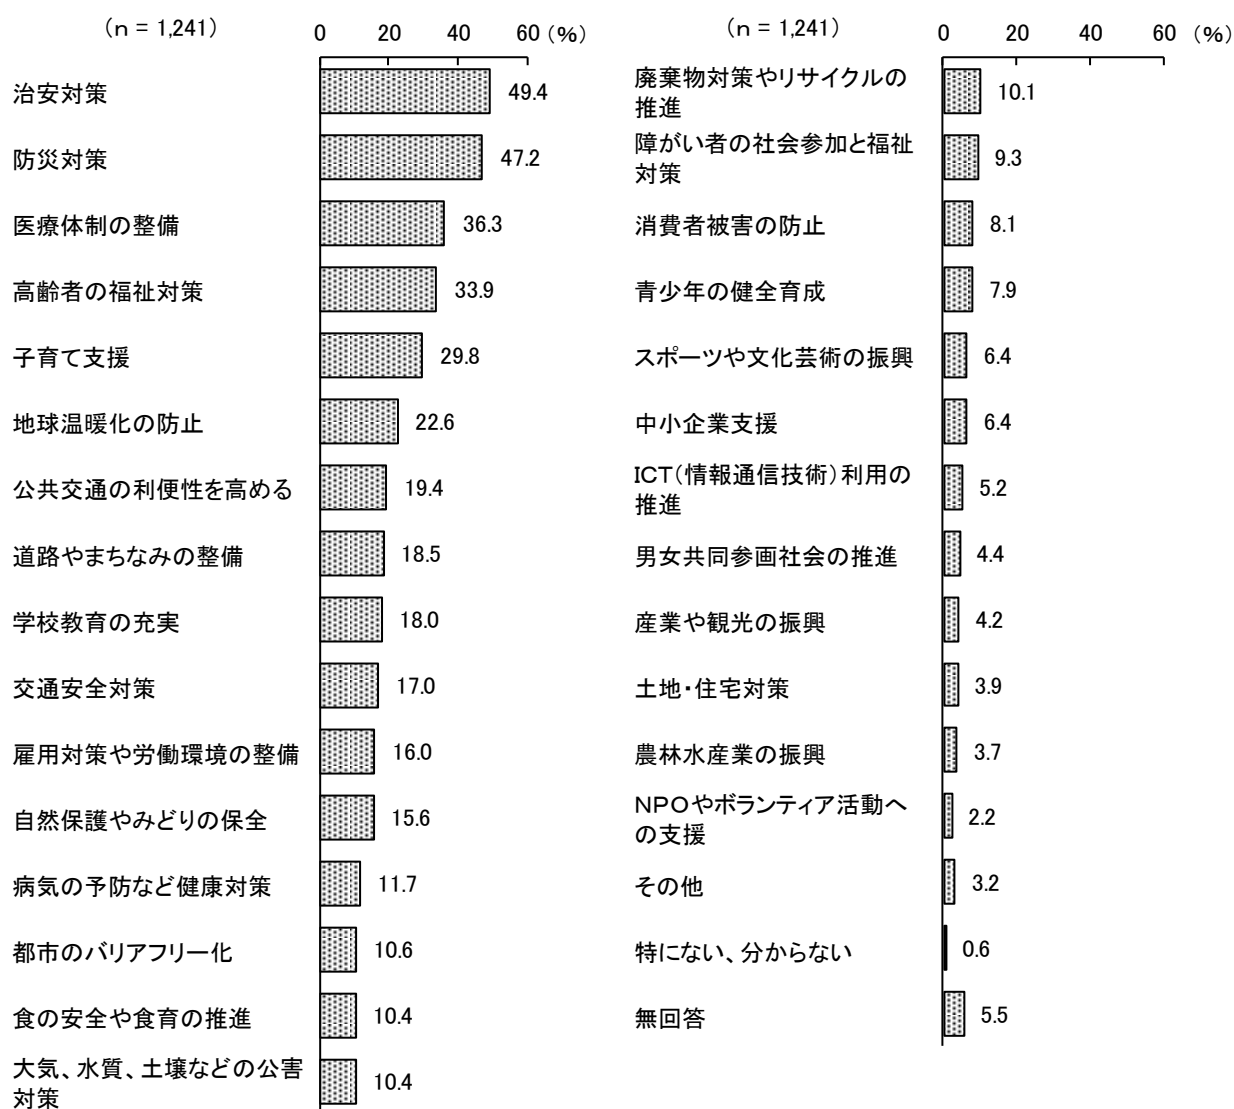 （ｎ = 1,241）
0 20 40 60 （％）
治安対策 49.4
防災対策 47.2
医療体制の整備 36.3
高齢者の福祉対策 33.9
子育て支援 29.8
地球温暖化の防止 22.6
公共交通の利便性を高める 19.4
道路やまちなみの整備 18.5
学校教育の充実 18.0
交通安全対策 17.0
雇用対策や労働環境の整備 16.0
自然保護やみどりの保全 15.6
病気の予防など健康対策 11.7
都市のバリアフリー化 10.6
食の安全や食育の推進 10.4
大気、水質、土壌などの公害
対策 10.4
（ｎ = 1,241）
0 20 40 60 （％）
廃棄物対策やリサイクルの
推進 10.1
障がい者の社会参加と福祉
対策 9.3
消費者被害の防止 8.1
青少年の健全育成 7.9
スポーツや文化芸術の振興 6.4
中小企業支援 6.4
ＩＣＴ（情報通信技術）利用の
推進 5.2
男女共同参画社会の推進 4.4
産業や観光の振興 4.2
土地・住宅対策 3.9
農林水産業の振興 3.7
ＮＰＯやボランティア活動へ
の支援 2.2
その他 3.2
特にない、分からない 0.6
無回答 5.5